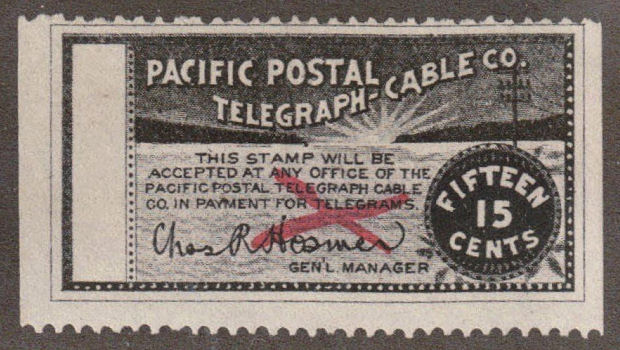 PACIFIC POSTAL
TELEGRAPH-CABLE CO.
THIS STAMP WILL BE
ACCEPTED AT ANY OFFICE OF THE
PACIFIC POSTAL TELEGRAPH CABLE
CO. IN PAYMENT FOR TELEGRAMS.
Chas R Hosmer
GEN'L MANAGER
FIFTEEN
15
CENTS